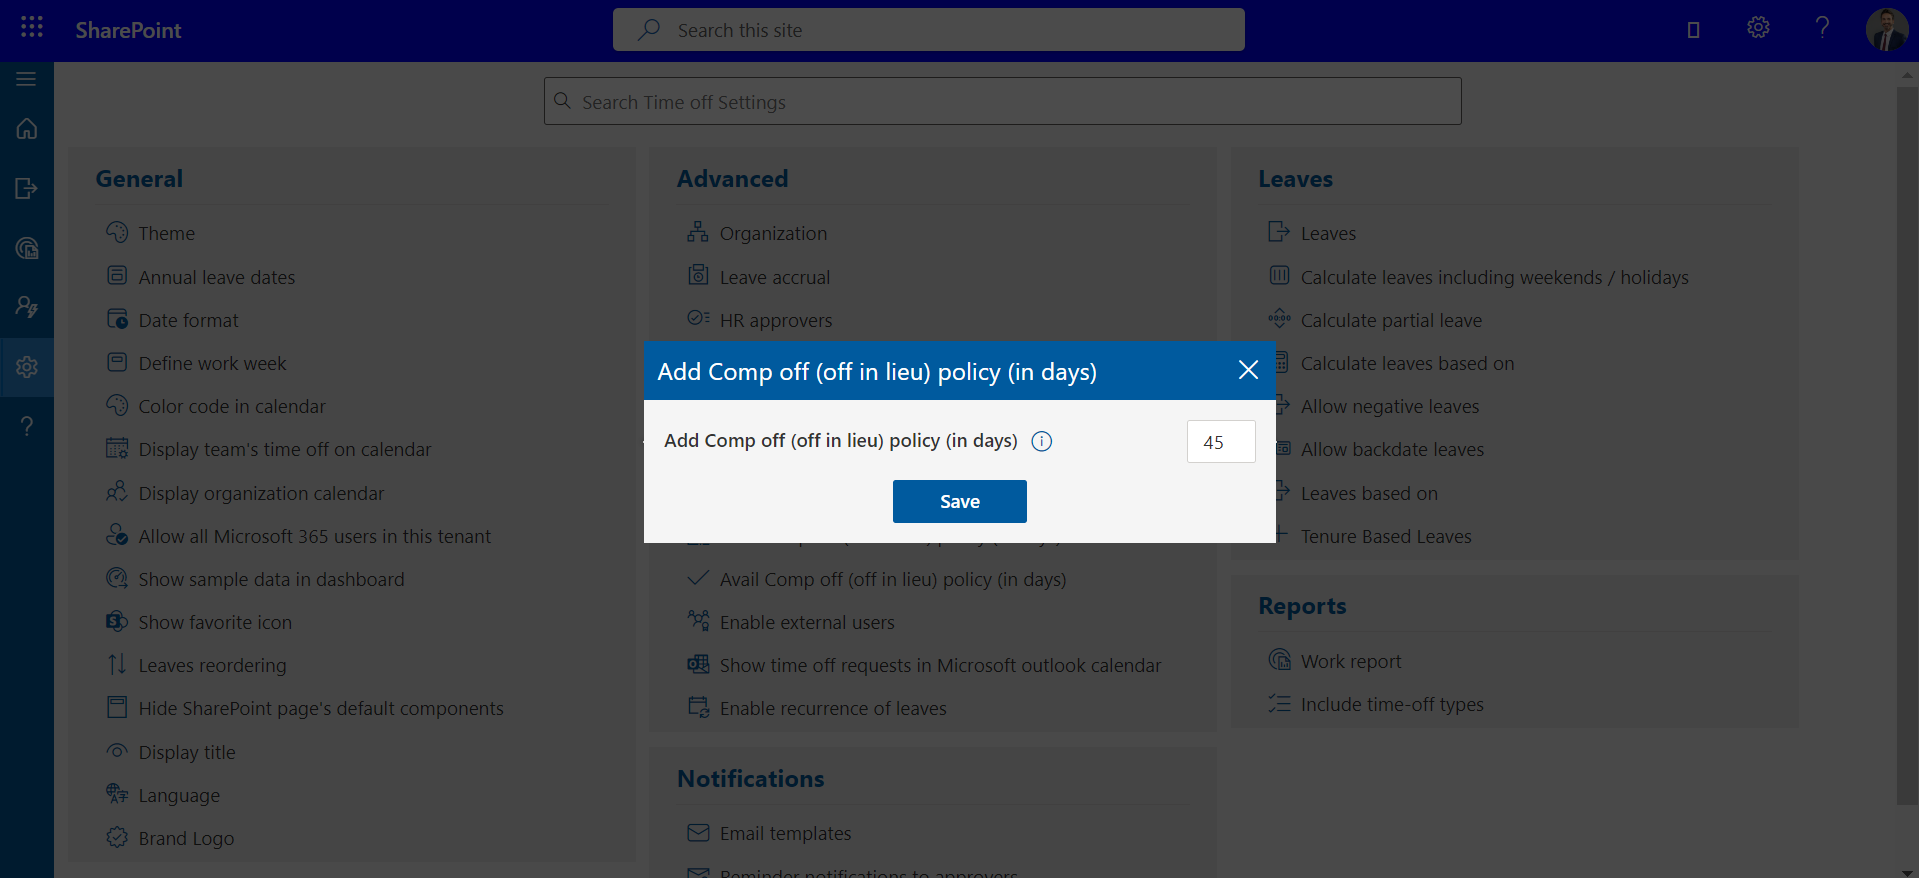 SharePoint
Search this site
Search Time off Settings
General
Theme
Annual leave dates
Date format
Define work week
Color code in calendar
Display team's time off on calendar
Display organization calendar
Allow all Microsoft 365 users in this tenant
Show sample data in dashboard
Show favorite icon
Leaves reordering
Hide SharePoint page's default components
Display title
Language
Brand Logo
Advanced
Organization
Leave accrual
HR approvers
Add Comp off (off in lieu) policy (in days)
Add Comp off (off in lieu) policy (in days)
45
Save
Avail Comp off (off in lieu) policy (in days)
Enable external users
Show time off requests in Microsoft outlook calendar
Enable recurrence of leaves
Notifications
Email templates
Reminder notifications to approvers
Leaves
Leaves
Calculate leaves including weekends / holidays
Calculate partial leave
Calculate leaves based on
Allow negative leaves
Allow backdate leaves
Leaves based on
Tenure Based Leaves
Reports
Work report
Include time-off types